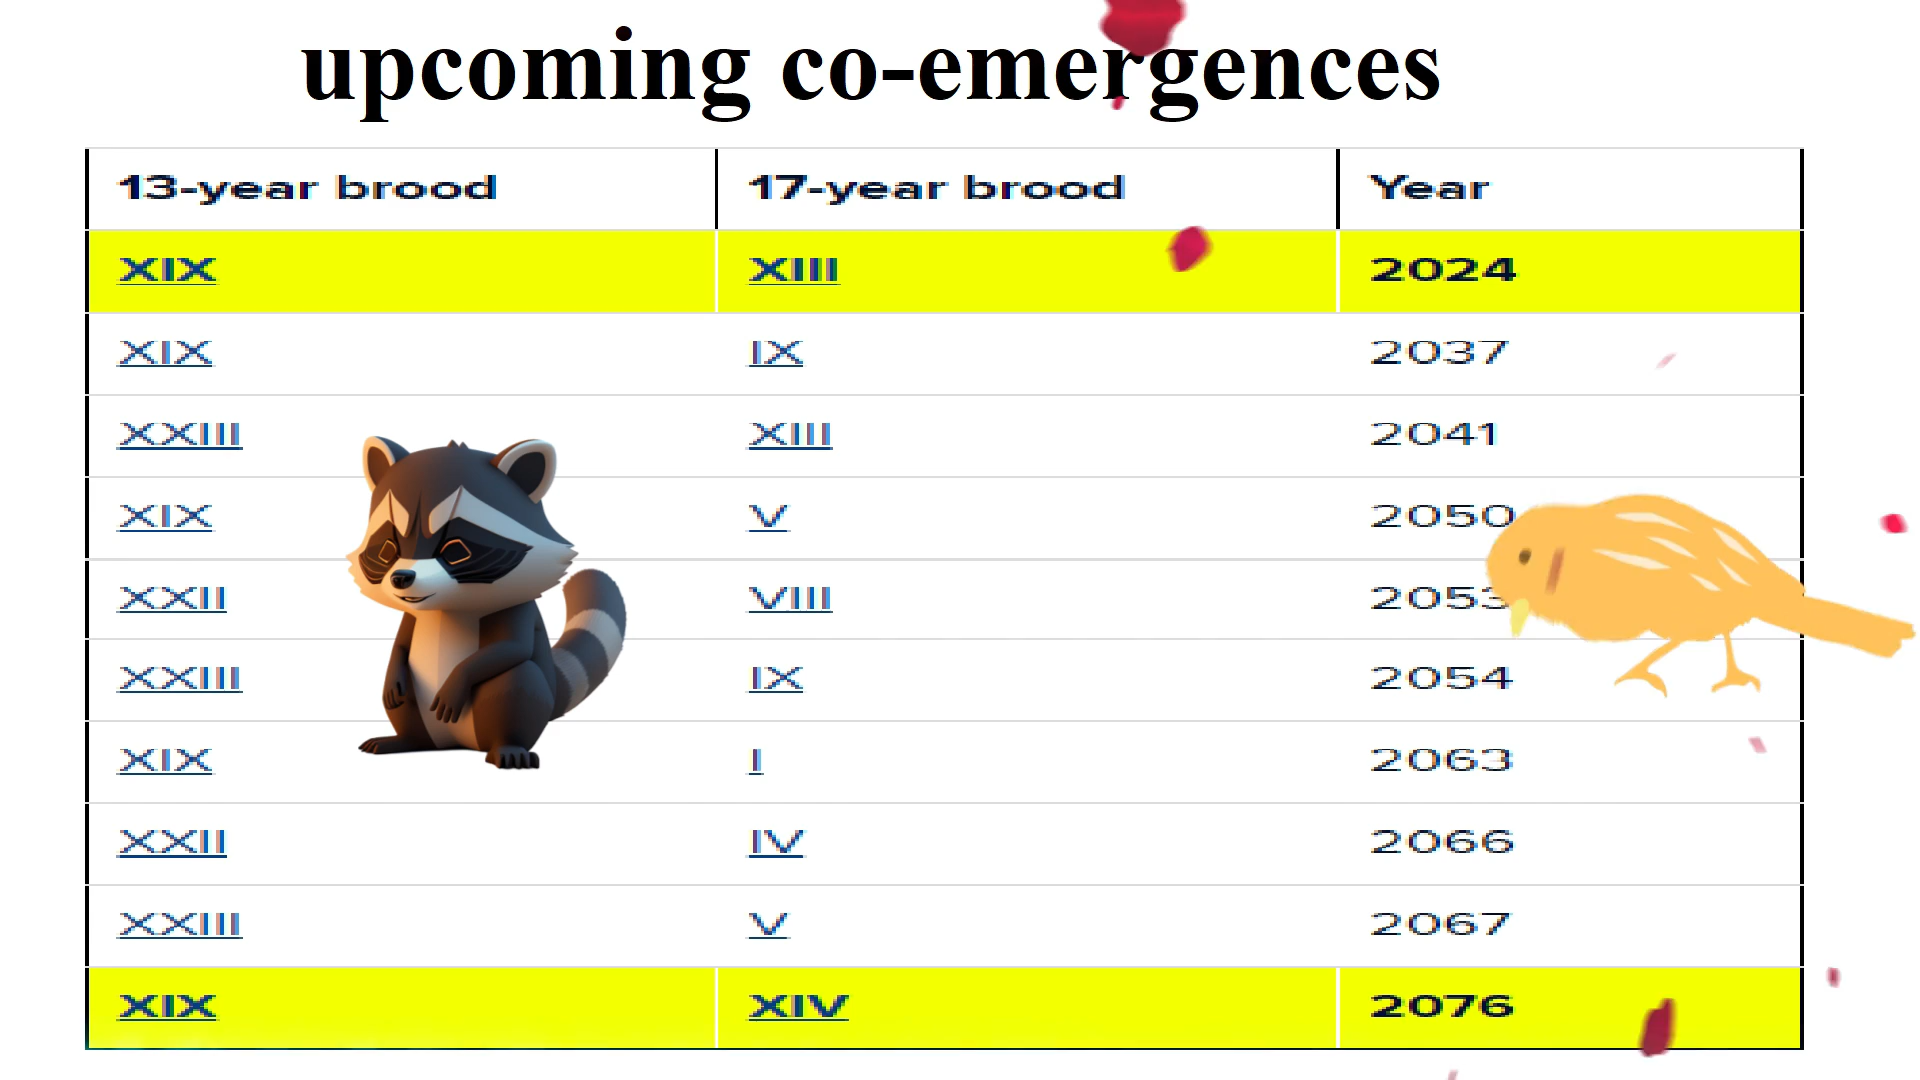 upcoming co-emergences
13-year brood 17-year brood Year
XIX XIII 2024
XIX IX 2037
XXIII XIII 2041
XIX V 2050
XXII VIII 2053
XXIII IX 2054
XIX I 2063
XXII IV 2066
XXIII V 2067
XIX XIV 2076